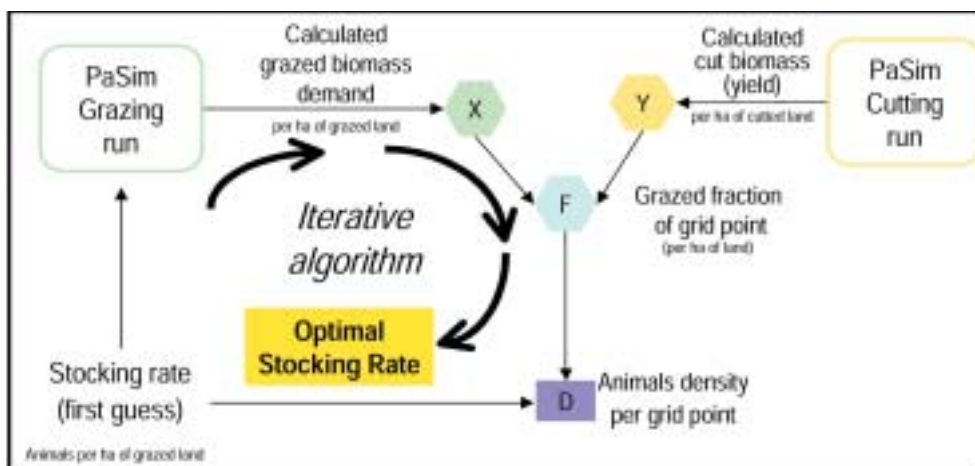 PaSim
Grazing
run
Calculated
grazed biomass
demand
per ha of grazed land
X
Y
Calculated
cut biomass
(yield)
per ha of cutted land
PaSim
Cutting
run
Iterative
algorithm
F
Grazed fraction
of grid point
(per ha of land)
Optimal
Stocking Rate
Stocking rate
(first guess)
Animals per ha of grazed land
D
Animals density
per grid point